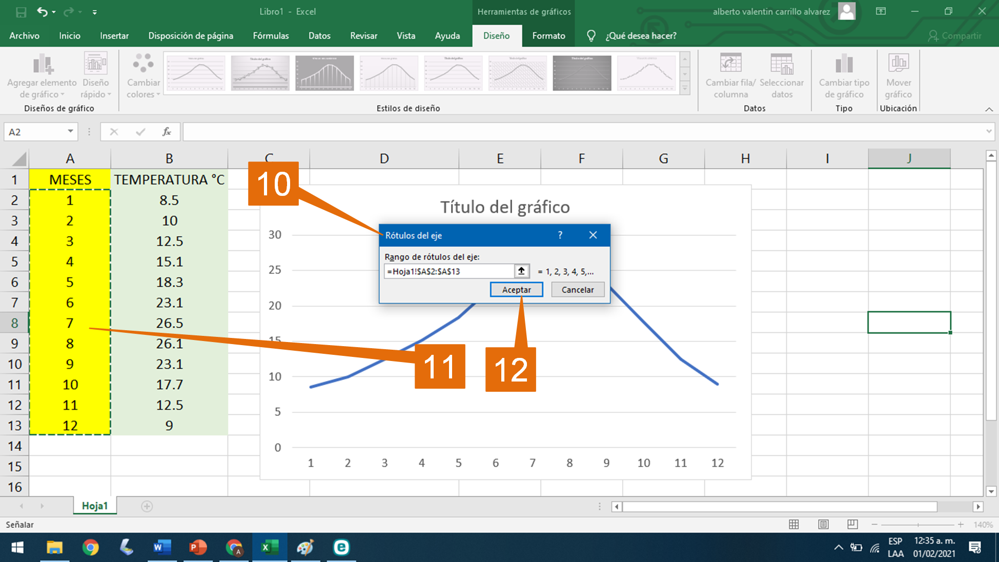 Libro1 - Excel
Herramientas de gráficos
alberto valentin carrillo alvarez
Archivo
Inicio
Insertar
Disposición de página
Fórmulas
Datos
Revisar
Vista
Ayuda
Diseño
Formato
¿Qué desea hacer?
Compartir
Agregar elemento de gráfico
Diseño rápido
Cambiar colores
Cambiar fila/ columna
Seleccionar datos
Cambiar tipo de gráfico
Mover gráfico
Diseños de gráfico
Estilos de diseño
Datos
Tipo
Ubicación
A2
fx
A B C D E F G H I J
1 MESES TEMPERATURA °C
2 1 8.5
3 2 10
4 3 12.5
5 4 15.1
6 5 18.3
7 6 23.1
8 7 26.5
9 8 26.1
10 9 23.1
11 10 17.7
12 11 12.5
13 12 9
14
15
16
10
Título del gráfico
30
25
20
15
10
5
0
1 2 3 4 5 6 7 8 9 10 11 12
Rótulos del eje ?
Rango de rótulos del eje:
=Hoja1!$A$2:$A$13 = 1, 2, 3, 4, 5,...
Aceptar Cancelar
11
12
Hoja1
Señalar
140%
W
P
A
X
e
ESP
LAA
12:35 a. m.
01/02/2021